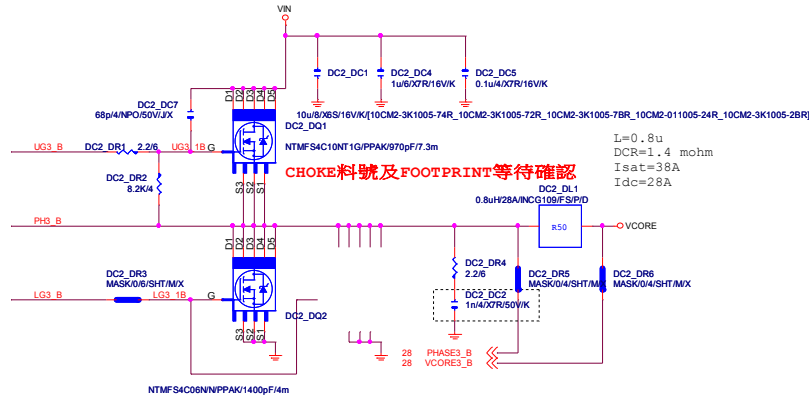 VIN
DC2_DC7
68p/4/NPO/50V/J/X
DC2_DC1
DC2_DC4
1u/6/X7R/16V/K
DC2_DC5
0.1u/4/X7R/16V/K
10u/8/X6S/16V/K/[10CM2-3K1005-74R_10CM2-3K1005-72R_10CM2-3K1005-7BR_10CM2-011005-24R_10CM2-3K1005-2BR]
D1
D2
D3
D4
D5
DC2_DQ1
UG3_B
DC2_DR1
2.2/6
UG3_1B
G
NTMFS4C10NT1G/PPAK/970pF/7.3m
L=0.8u
DCR=1.4 mohm
Isat=38A
Idc=28A
CHOKE料號及FOOTPRINT等待確認
DC2_DR2
8.2K/4
S3
S2
S1
DC2_DL1
0.8uH/28A/INCG109/FS/P/D
PH3_B
R50
VCORE
D1
D2
D3
D4
D5
DC2_DR4
2.2/6
DC2_DR3
MASK/0/6/SHT/M/X
DC2_DR5
MASK/0/4/SHT/M/X
DC2_DR6
MASK/0/4/SHT/M/X
LG3_B
LG3_1B
G
DC2_DC2
1n/4/X7R/50V/K
DC2_DQ2
S3
S2
S1
28
PHASE3_B
28
VCORE3_B
NTMFS4C06N/N/PPAK/1400pF/4m